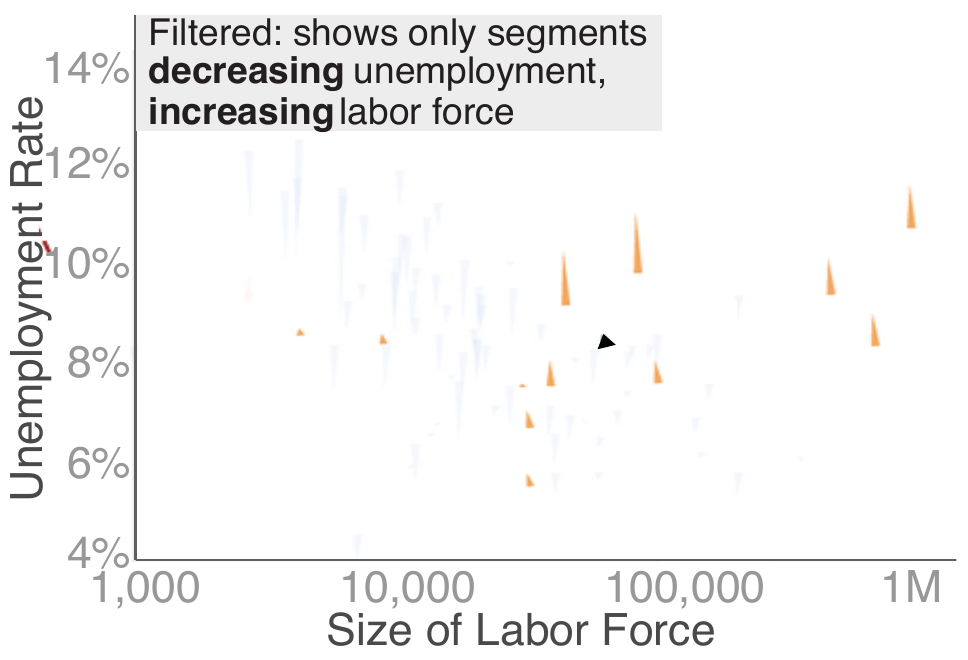 Filtered: shows only segments
decreasing unemployment,
increasing labor force
Unemployment Rate
14%
12%
10%
8%
6%
4%
1,000 10,000 100,000 1M
Size of Labor Force